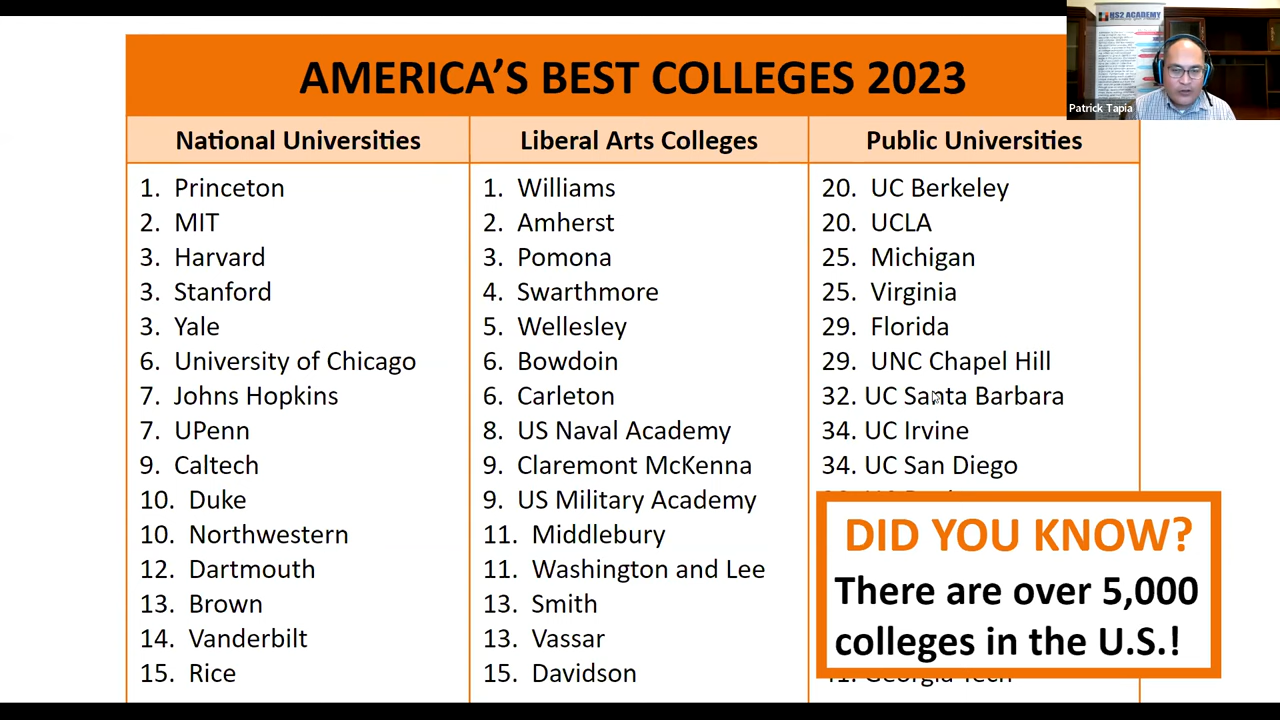 AMERICA'S BEST COLLEGES 2023
HS2 ACADEMY
Patrick Tapia
National Universities
1. Princeton
2. MIT
3. Harvard
3. Stanford
3. Yale
6. University of Chicago
7. Johns Hopkins
7. UPenn
9. Caltech
10. Duke
10. Northwestern
12. Dartmouth
13. Brown
14. Vanderbilt
15. Rice
Liberal Arts Colleges
1. Williams
2. Amherst
3. Pomona
4. Swarthmore
5. Wellesley
6. Bowdoin
6. Carleton
8. US Naval Academy
9. Claremont McKenna
9. US Military Academy
11. Middlebury
11. Washington and Lee
13. Smith
13. Vassar
15. Davidson
Public Universities
20. UC Berkeley
20. UCLA
25. Michigan
25. Virginia
29. Florida
29. UNC Chapel Hill
32. UC Santa Barbara
34. UC Irvine
34. UC San Diego
DID YOU KNOW?
There are over 5,000
colleges in the U.S.!
Georgia Tech